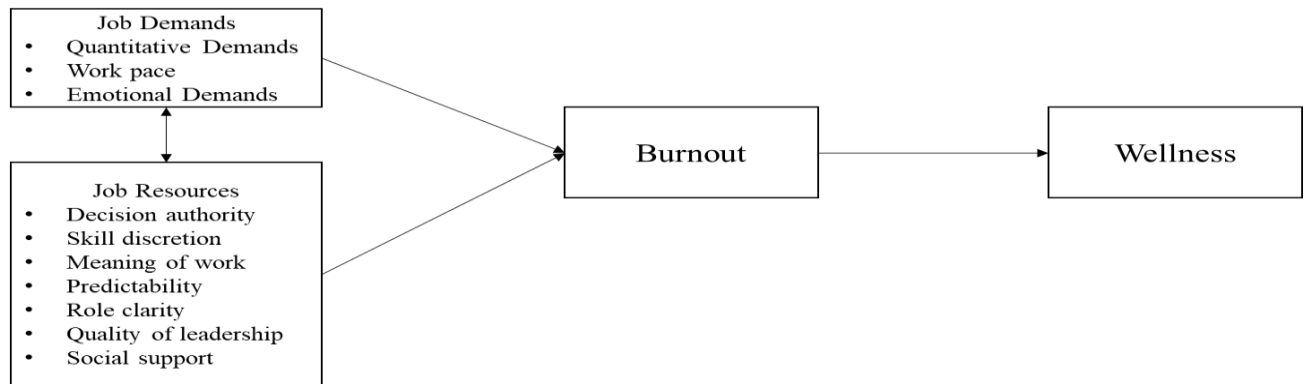 Job Demands
• Quantitative Demands
• Work pace
• Emotional Demands
Job Resources
• Decision authority
• Skill discretion
• Meaning of work
• Predictability
• Role clarity
• Quality of leadership
• Social support
Burnout
Wellness